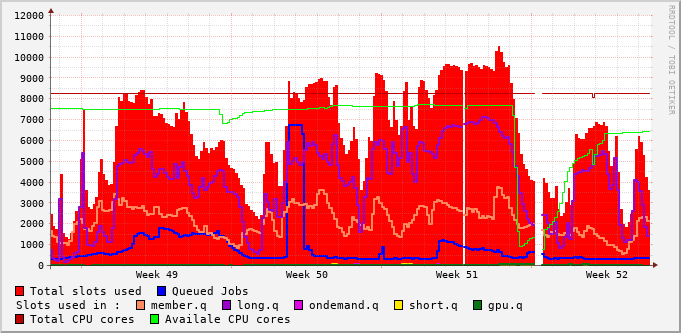 12000
11000
10000
9000
8000
7000
6000
5000
4000
3000
2000
1000
0
Week 49 Week 50 Week 51 Week 52
RRDTOOL / TOBI OETIKER
Total slots used Queued Jobs
Slots used in : member.q long.q ondemand.q short.q gpu.q
Total CPU cores Availale CPU cores